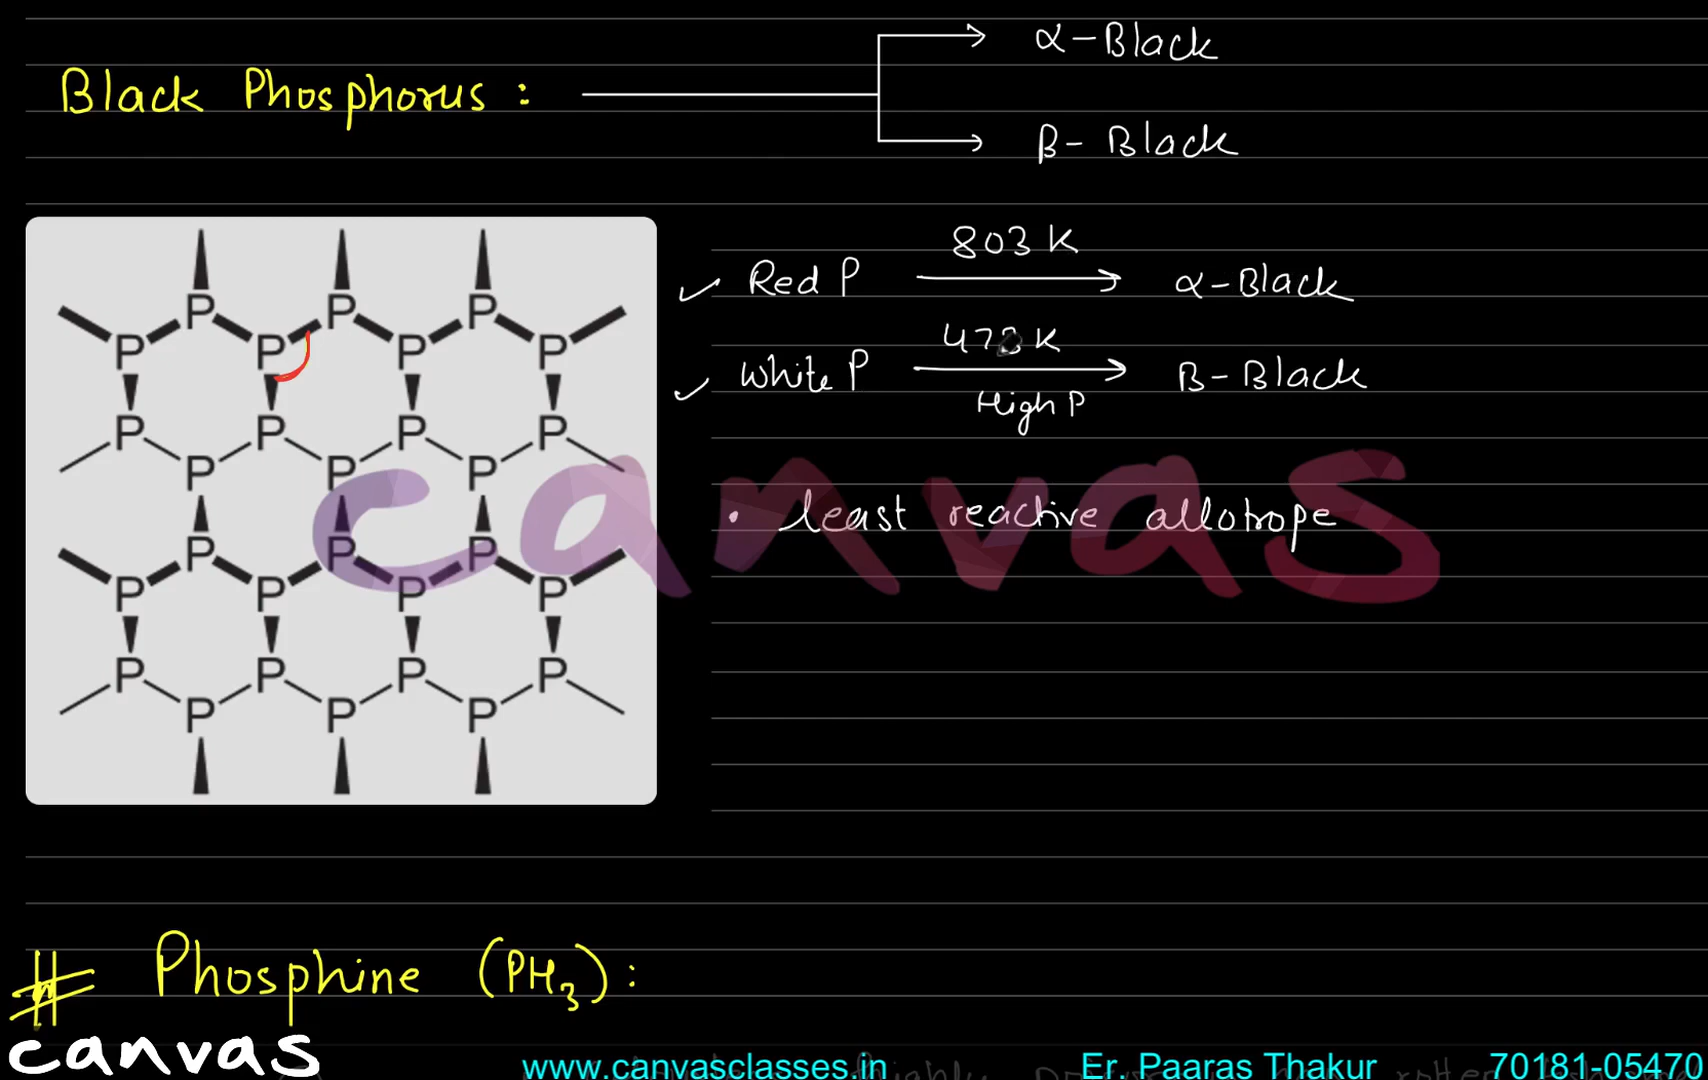 α-Black
Black Phosphorus :
β- Black
803 K
Red P → α-Black
473 K
White P → β-Black
High P
• least reactive allotrope
P P P
P P P P
P P P P
P P P
P P P
P P P P
P P P P
P P P
canvas
# Phosphine (PH₃) :
canvas
www.canvasclasses.in Er. Paaras Thakur 70181-05470